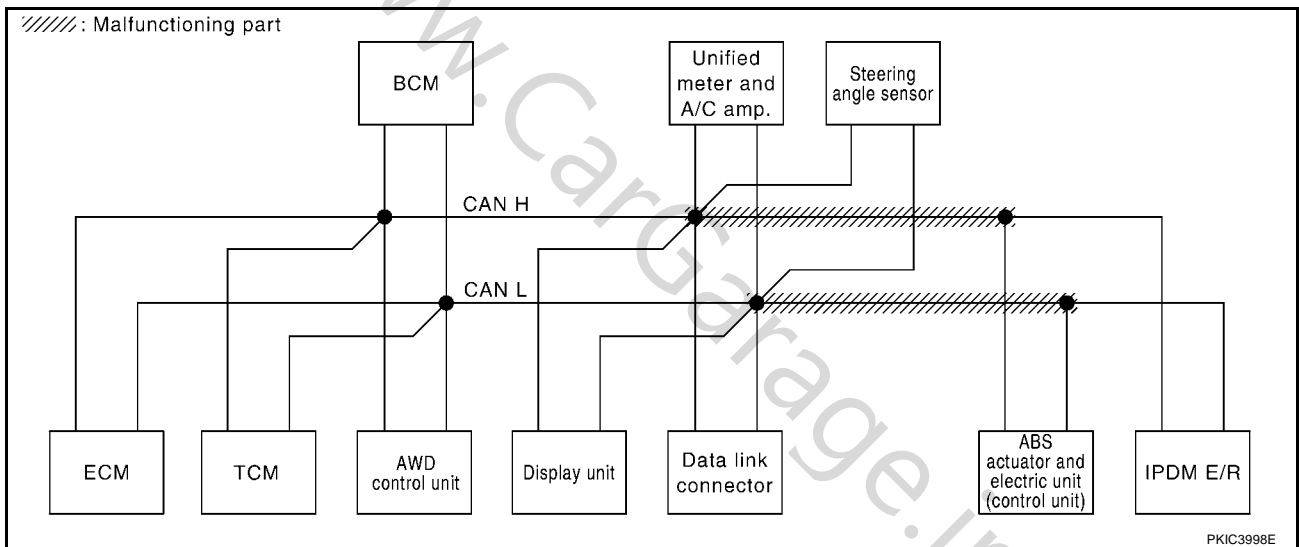 : Malfunctioning part
BCM
Unified
meter and
A/C amp.
Steering
angle sensor
CAN H
CAN L
ECM
TCM
AWD
control unit
Display unit
Data link
connector
ABS
actuator and
electric unit
(control unit)
IPDM E/R
PKIC3998E
www.CarGarage.ir